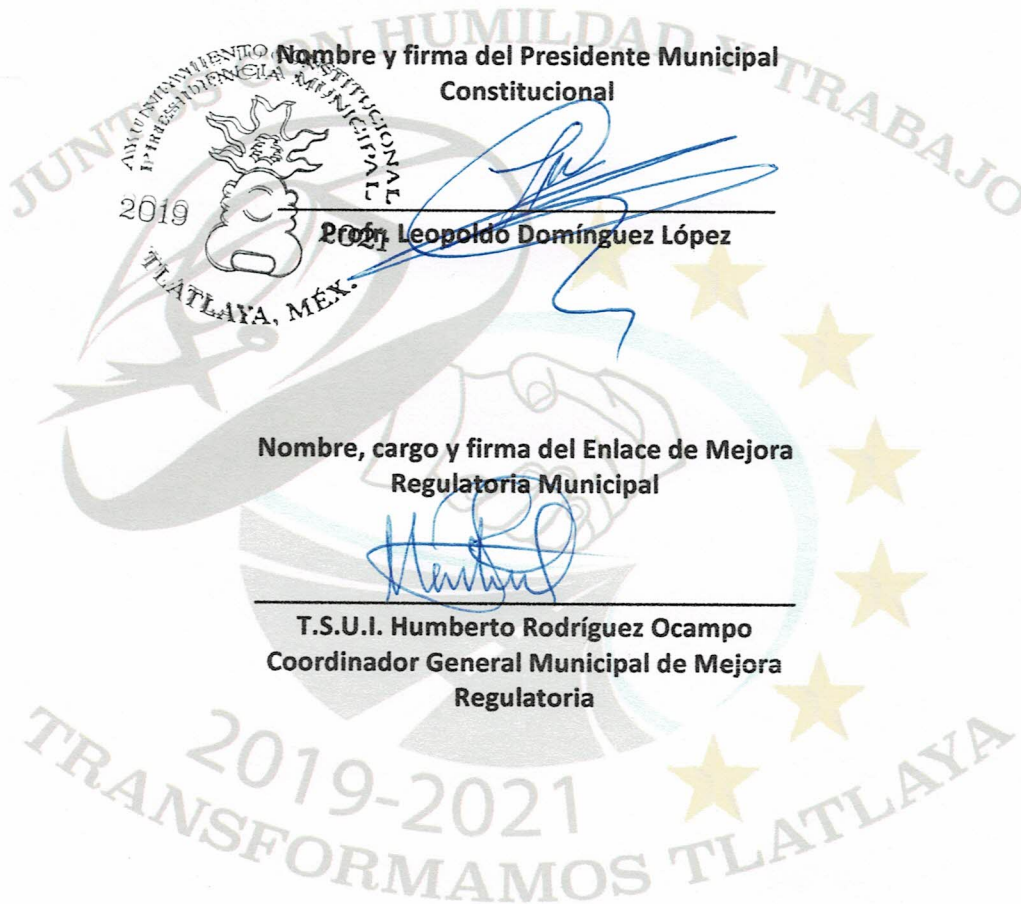 JUNTOS CON HUMILDAD Y TRABAJO
Nombre y firma del Presidente Municipal
Constitucional
AYUNTAMIENTO CONSTITUCIONAL
PRESIDENCIA MUNICIPAL
2019
2021
TLATLAYA, MÉX.
Profr. Leopoldo Domínguez López
Nombre, cargo y firma del Enlace de Mejora
Regulatoria Municipal
T.S.U.I. Humberto Rodríguez Ocampo
Coordinador General Municipal de Mejora
Regulatoria
2019-2021
TRANSFORMAMOS TLATLAYA